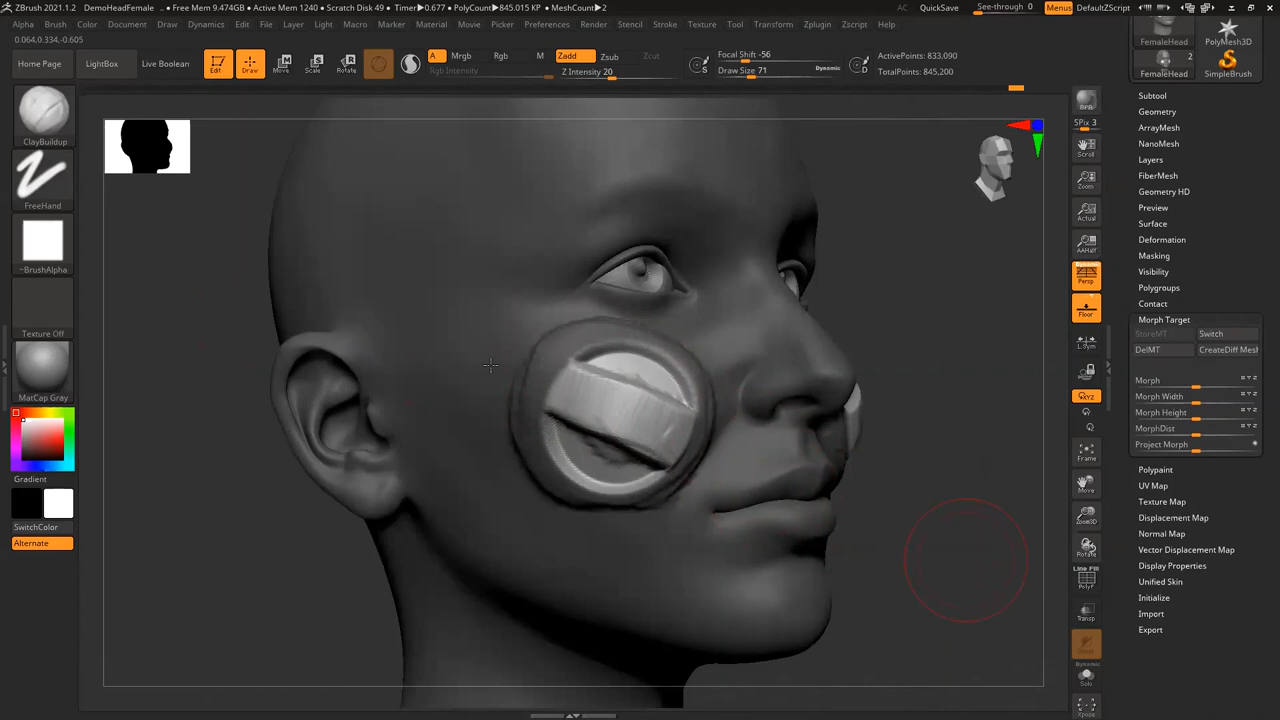 ZBrush 2021.1.2 DemoHeadFemale .. • Free Mem 9.474GB • Active Mem 1240 • Scratch Disk 49 • Timer▶0.677 • PolyCount▶845.015 KP • MeshCount▶2 AC QuickSave See-through 0 Menus DefaultZScript
Alpha Brush Color Document Draw Dynamics Edit File Layer Light Macro Marker Material Movie Picker Preferences Render Stencil Stroke Texture Tool Transform Zplugin Zscript Help
0.064,0.334,-0.605
Home Page LightBox Live Boolean Edit Draw Move Scale Rotate
A Mrgb Rgb M Zadd Zsub Zcut
Rgb Intensity Z Intensity 20
Focal Shift -56
Draw Size 71 Dynamic
S D
ActivePoints: 833,090
TotalPoints: 845,200
ClayBuildup
FreeHand
~BrushAlpha
Texture Off
MatCap Gray
Gradient
SwitchColor
Alternate
BPR
SPix 3
Scroll
Zoom
Actual
AAHalf
Dynamic
Persp
Floor
L.Sym
XYZ
Frame
Move
Zoom3D
Rotate
Line Fill
PolyF
Transp
Ghost
Dynamic
Solo
Xpose
FemaleHead PolyMesh3D
2
FemaleHead SimpleBrush
Subtool
Geometry
ArrayMesh
NanoMesh
Layers
FiberMesh
Geometry HD
Preview
Surface
Deformation
Masking
Visibility
Polygroups
Contact
Morph Target
StoreMT Switch
DelMT CreateDiff Mesh
Morph X Y Z
Morph Width
Morph Height X Y Z
MorphDist X Y Z
Project Morph
Polypaint
UV Map
Texture Map
Displacement Map
Normal Map
Vector Displacement Map
Display Properties
Unified Skin
Initialize
Import
Export